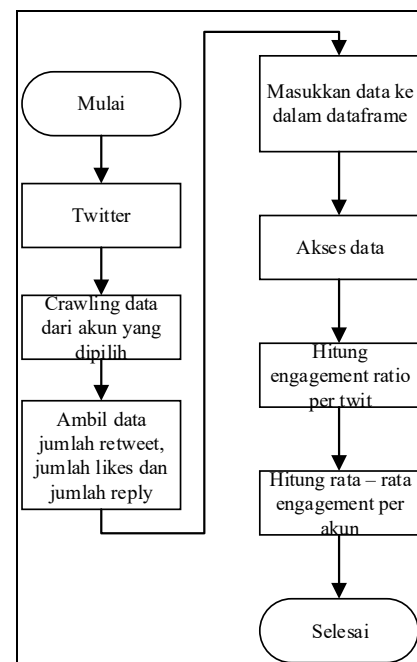 Mulai
Twitter
Crawling data
dari akun yang
dipilih
Ambil data
jumlah retweet,
jumlah likes dan
jumlah reply
Masukkan data ke
dalam dataframe
Akses data
Hitung
engagement ratio
per twit
Hitung rata – rata
engagement per
akun
Selesai